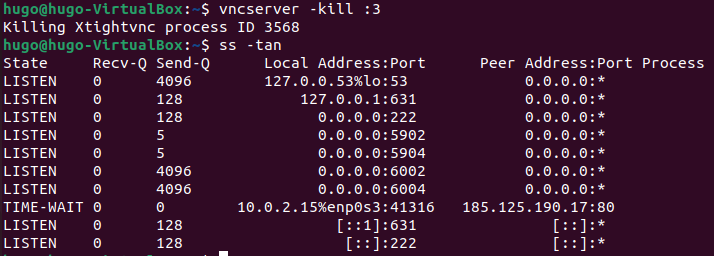 hugo@hugo-VirtualBox:~$ vncserver -kill :3
Killing Xtightvnc process ID 3568
hugo@hugo-VirtualBox:~$ ss -tan
State Recv-Q Send-Q Local Address:Port Peer Address:Port Process
LISTEN 0 4096 127.0.0.53%lo:53 0.0.0.0:*
LISTEN 0 128 127.0.0.1:631 0.0.0.0:*
LISTEN 0 128 0.0.0.0:222 0.0.0.0:*
LISTEN 0 5 0.0.0.0:5902 0.0.0.0:*
LISTEN 0 5 0.0.0.0:5904 0.0.0.0:*
LISTEN 0 4096 0.0.0.0:6002 0.0.0.0:*
LISTEN 0 4096 0.0.0.0:6004 0.0.0.0:*
TIME-WAIT 0 0 10.0.2.15%enp0s3:41316 185.125.190.17:80
LISTEN 0 128 [::1]:631 [::]:*
LISTEN 0 128 [::]:222 [::]:*